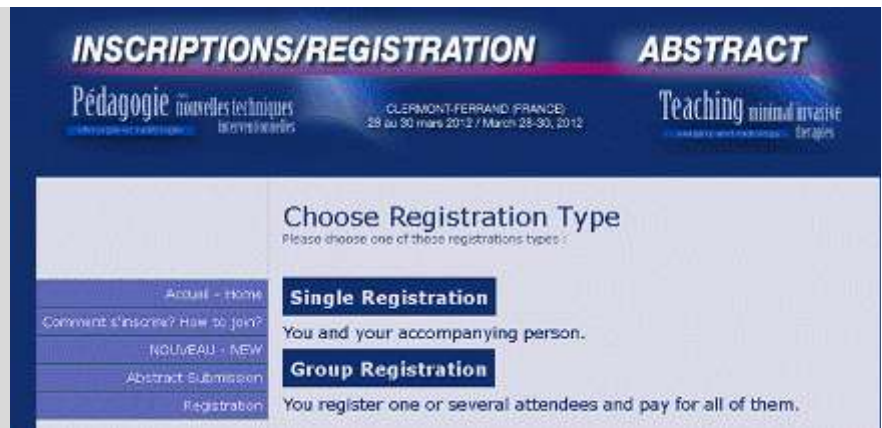 INSCRIPTIONS/REGISTRATION
ABSTRACT
Pédagogie nouvelles techniques
interventionnelles
CLERMONT-FERRAND (FRANCE)
28 au 30 mars 2012 / March 28-30, 2012
Teaching minimal invasive
therapies
Choose Registration Type
Please choose one of these registrations types :
Accueil - Home
Comment s'inscrire? How to join?
NOUVEAU - NEW
Abstract Submission
Registration
Single Registration
You and your accompanying person.
Group Registration
You register one or several attendees and pay for all of them.